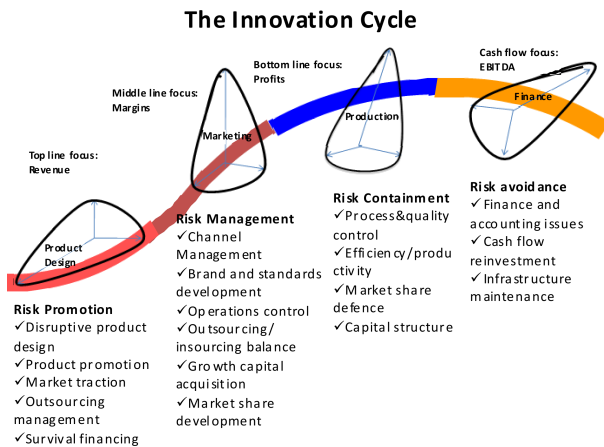 The Innovation Cycle
Cash flow focus:
EBITDA
Bottom line focus:
Profits
Middle line focus:
Margins
Top line focus:
Revenue
Finance
Production
Marketing
Product
Design
Risk Promotion
✓Disruptive product
design
✓Product promotion
✓Market traction
✓Outsourcing
management
✓Survival financing
Risk Management
✓Channel
Management
✓Brand and standards
development
✓Operations control
✓Outsourcing/
insourcing balance
✓Growth capital
acquisition
✓Market share
development
Risk Containment
✓Process&quality
control
✓Efficiency/produ
ctivity
✓Market share
defence
✓Capital structure
Risk avoidance
✓Finance and
accounting issues
✓Cash flow
reinvestment
✓Infrastructure
maintenance